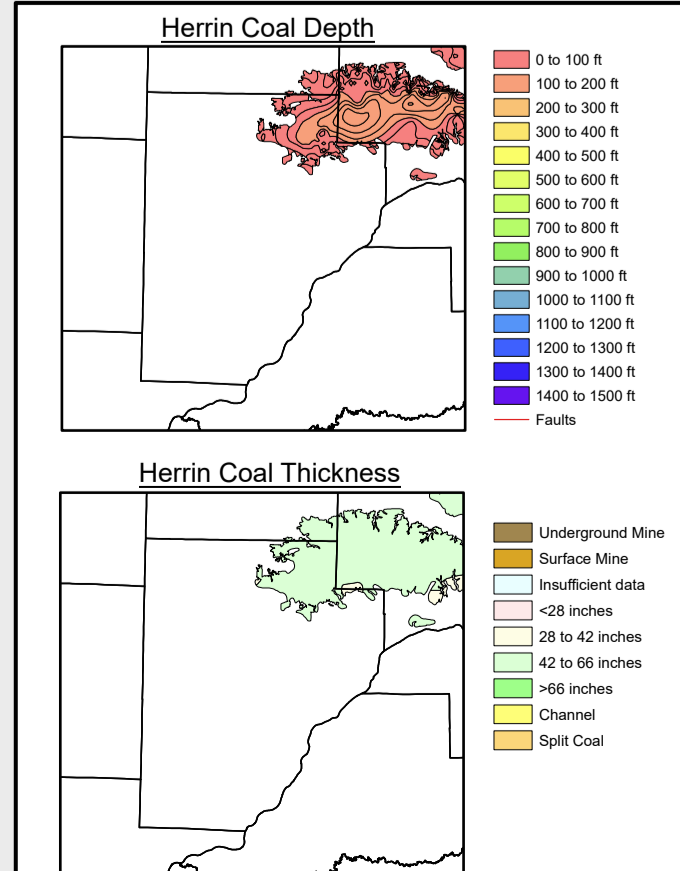 Herrin Coal Depth
0 to 100 ft
100 to 200 ft
200 to 300 ft
300 to 400 ft
400 to 500 ft
500 to 600 ft
600 to 700 ft
700 to 800 ft
800 to 900 ft
900 to 1000 ft
1000 to 1100 ft
1100 to 1200 ft
1200 to 1300 ft
1300 to 1400 ft
1400 to 1500 ft
Faults
Herrin Coal Thickness
Underground Mine
Surface Mine
Insufficient data
<28 inches
28 to 42 inches
42 to 66 inches
>66 inches
Channel
Split Coal